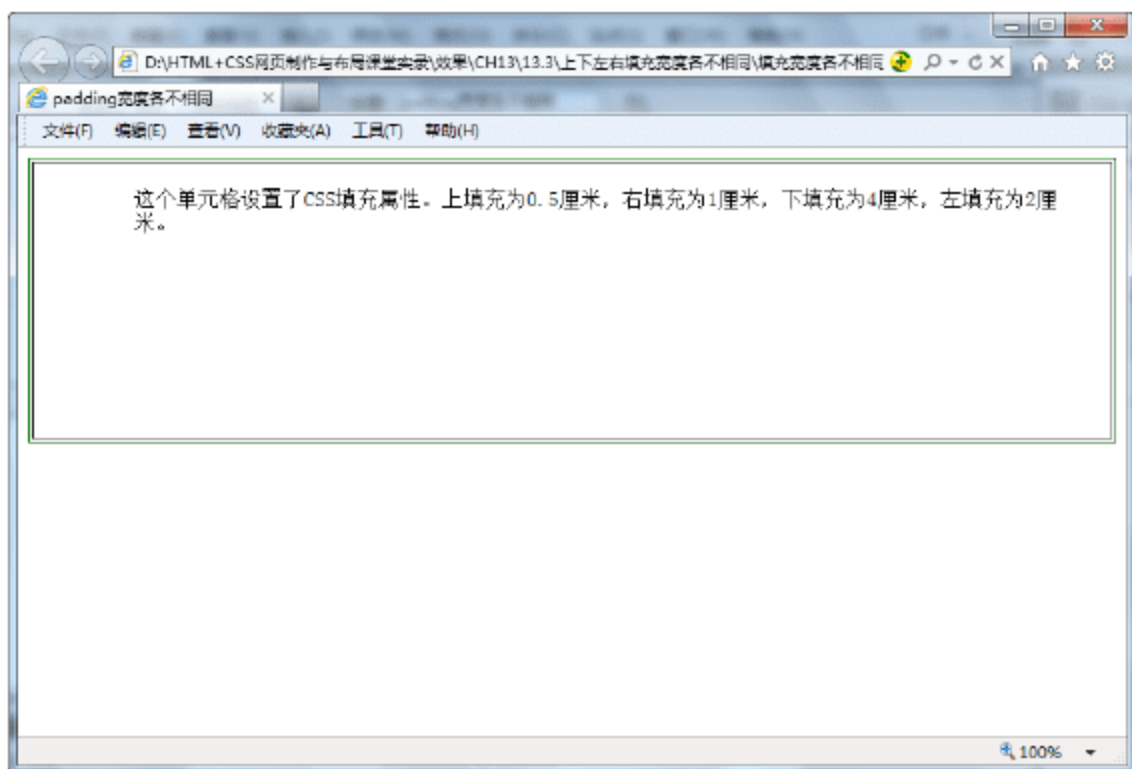 D:\HTML+CSS网页制作与布局课堂实录\效果\CH13\13.3\上下左右填充宽度各不相同\填充宽度各不相同
padding宽度各不相同
文件(F) 编辑(E) 查看(V) 收藏夹(A) 工具(T) 帮助(H)
这个单元格设置了CSS填充属性。上填充为0.5厘米，右填充为1厘米，下填充为4厘米，左填充为2厘
米。
100%